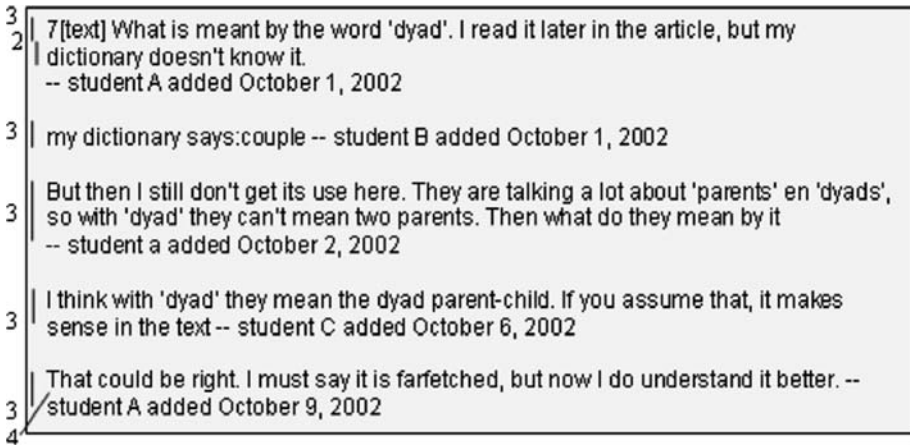 3
7[text] What is meant by the word 'dyad'. I read it later in the article, but my
2
dictionary doesn't know it.
-- student A added October 1, 2002
3
my dictionary says:couple -- student B added October 1, 2002
But then I still don't get its use here. They are talking a lot about 'parents' en 'dyads',
3
so with 'dyad' they can't mean two parents. Then what do they mean by it
-- student a added October 2, 2002
I think with 'dyad' they mean the dyad parent-child. If you assume that, it makes
3
sense in the text -- student C added October 6, 2002
That could be right. I must say it is farfetched, but now I do understand it better. --
3
student A added October 9, 2002
4